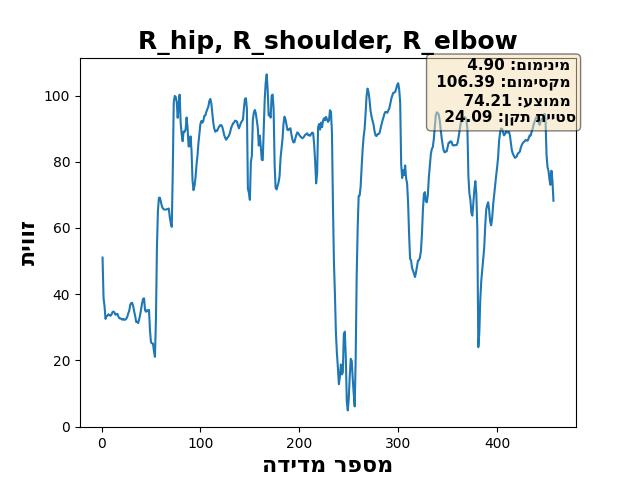 R_hip, R_shoulder, R_elbow
מינימום: 4.90
מקסימום: 106.39
ממוצע: 74.21
סטיית תקן: 24.09
זווית
100
80
60
40
20
0
0 100 200 300 400
מספר מדידה